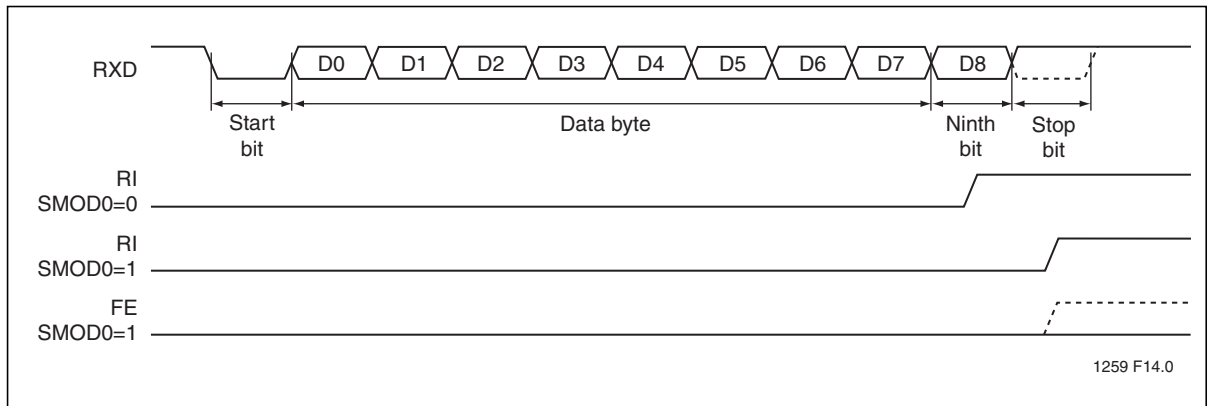 RXD
D0 D1 D2 D3 D4 D5 D6 D7 D8
Start
bit
Data byte
Ninth
bit
Stop
bit
RI
SMOD0=0
RI
SMOD0=1
FE
SMOD0=1
1259 F14.0